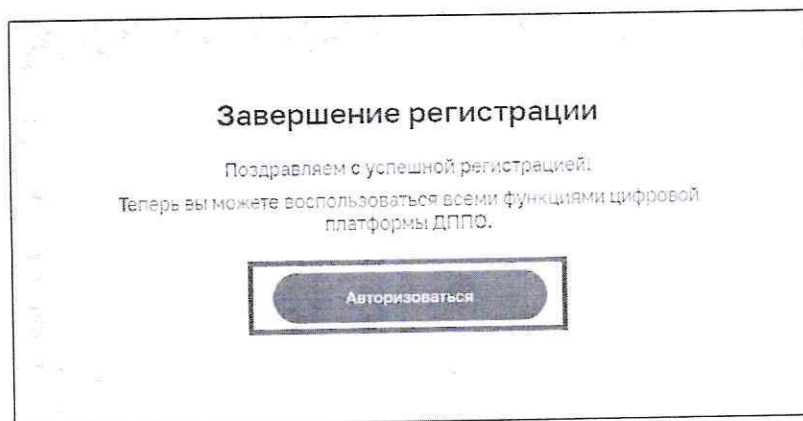 Завершение регистрации
Поздравляем с успешной регистрацией!
Теперь вы можете воспользоваться всеми функциями цифровой
платформы ДППО.
Авторизоваться